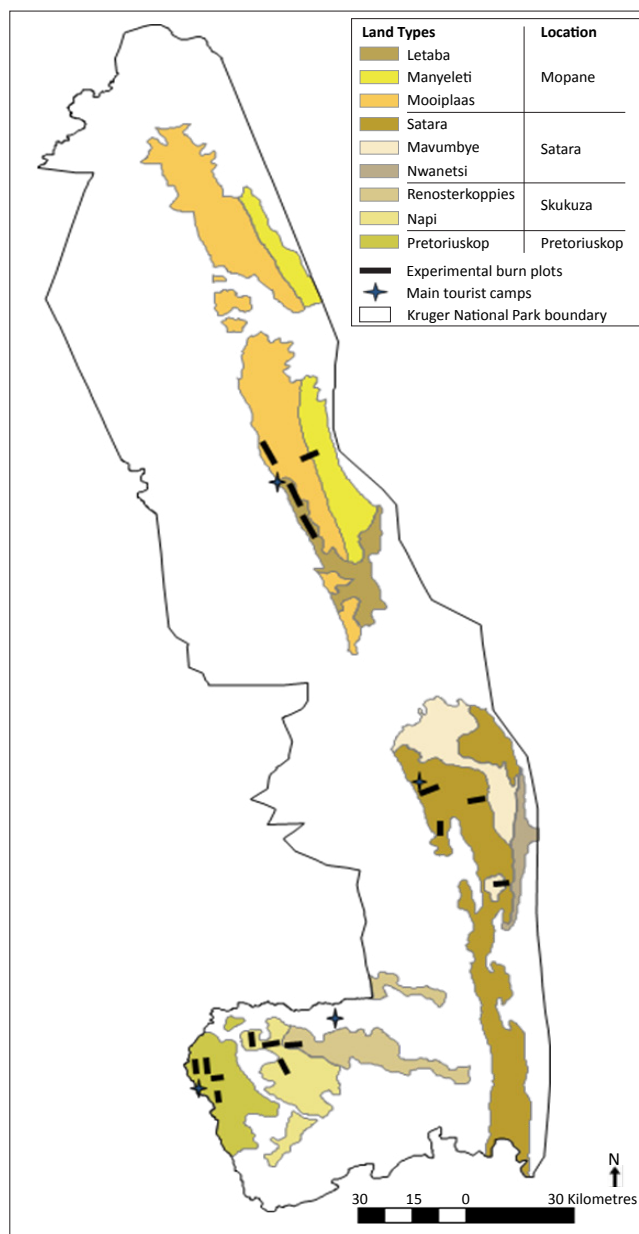 Land Types Location
Letaba
Manyeleti Mopane
Mooiplaas
Satara
Mavumbye Satara
Nwanetsi
Renosterkoppies Skukuza
Napi
Pretoriuskop Pretoriuskop
Experimental burn plots
Main tourist camps
Kruger National Park boundary
N
30 15 0 30 Kilometres